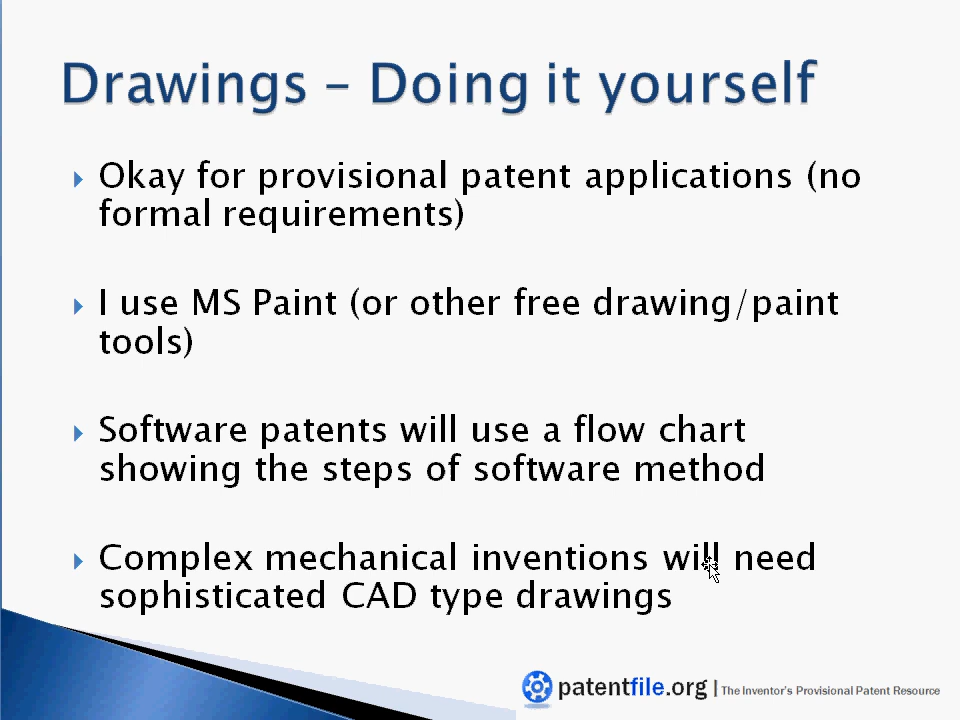 Drawings – Doing it yourself
Okay for provisional patent applications (no
formal requirements)
I use MS Paint (or other free drawing/paint
tools)
Software patents will use a flow chart
showing the steps of software method
Complex mechanical inventions will need
sophisticated CAD type drawings
patentfile.org | The Inventor's Provisional Patent Resource